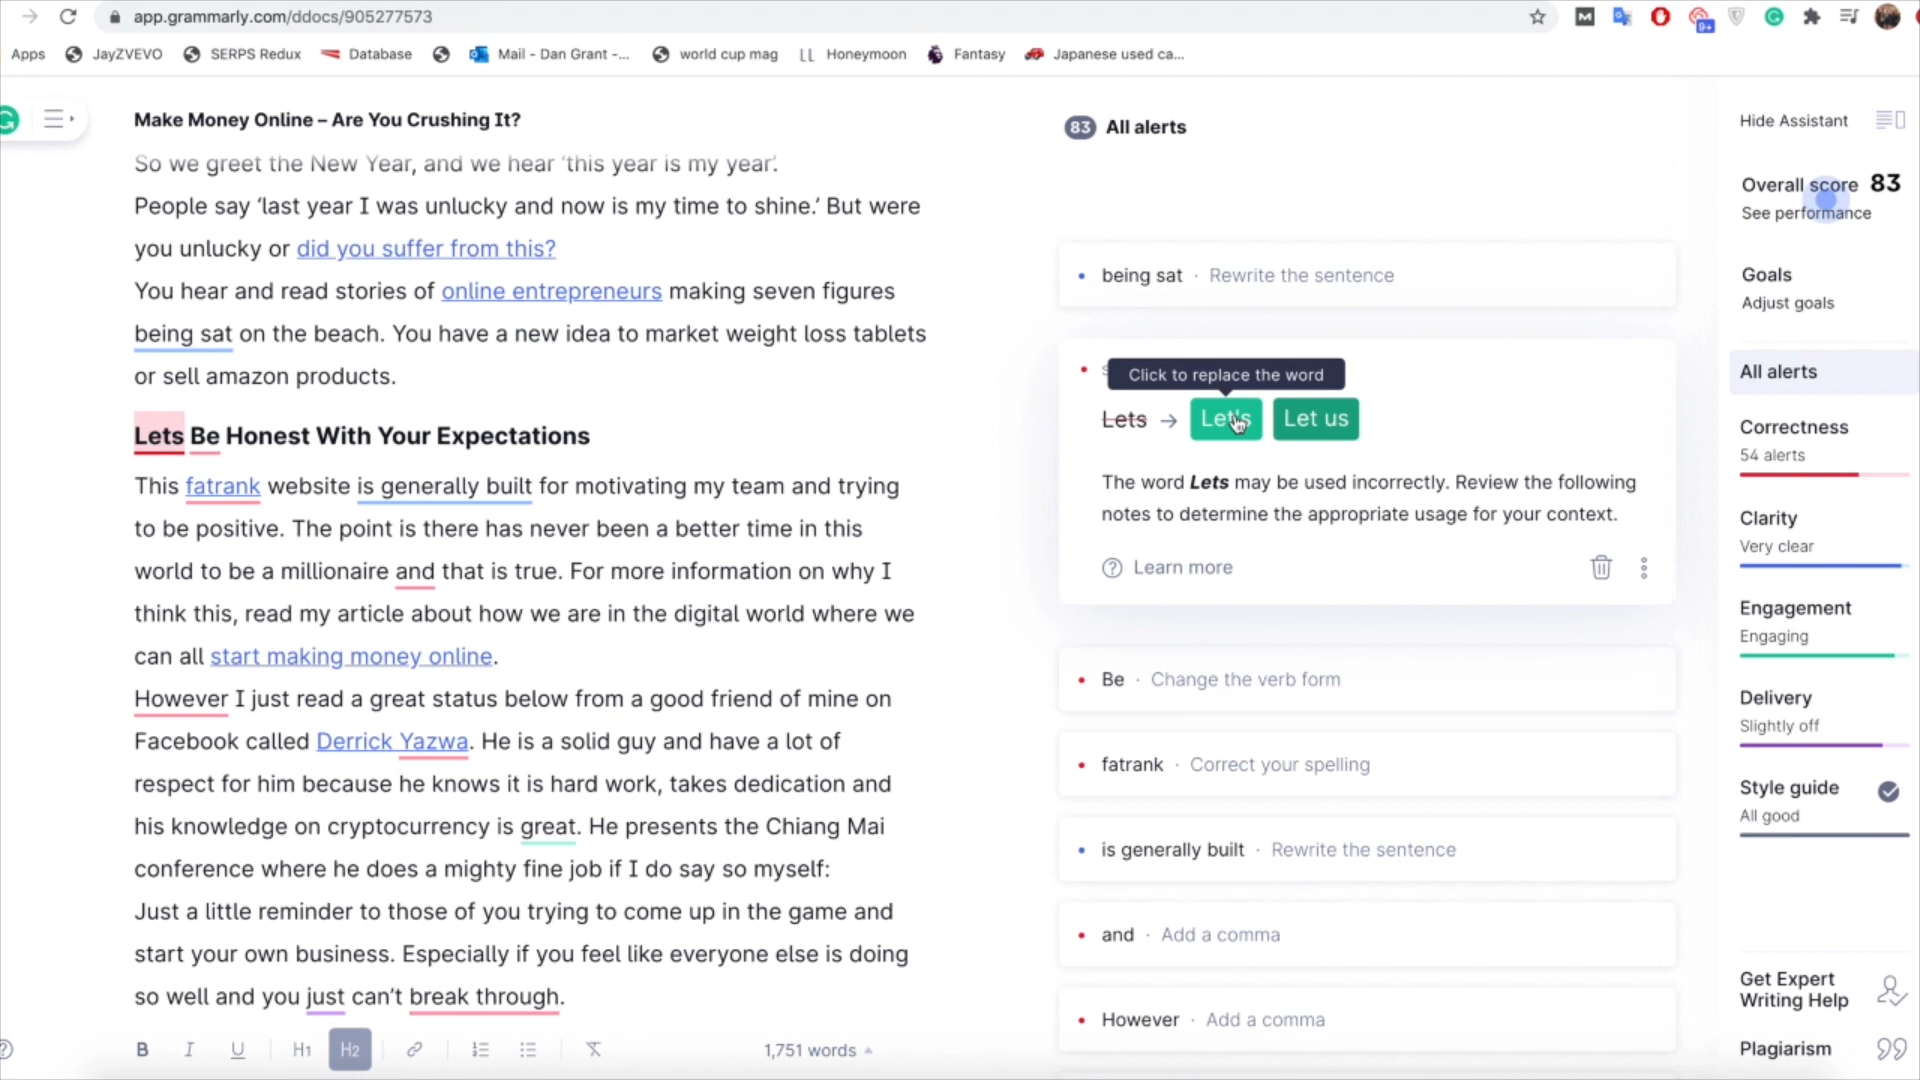 app.grammarly.com/ddocs/905277573
9+
Apps JayZVEVO SERPS Redux Database Mail - Dan Grant -... world cup mag LL Honeymoon Fantasy Japanese used ca...
Make Money Online – Are You Crushing It?
So we greet the New Year, and we hear ‘this year is my year’.
People say ‘last year I was unlucky and now is my time to shine.’ But were
you unlucky or did you suffer from this?
You hear and read stories of online entrepreneurs making seven figures
being sat on the beach. You have a new idea to market weight loss tablets
or sell amazon products.
Lets Be Honest With Your Expectations
This fatrank website is generally built for motivating my team and trying
to be positive. The point is there has never been a better time in this
world to be a millionaire and that is true. For more information on why I
think this, read my article about how we are in the digital world where we
can all start making money online.
However I just read a great status below from a good friend of mine on
Facebook called Derrick Yazwa. He is a solid guy and have a lot of
respect for him because he knows it is hard work, takes dedication and
his knowledge on cryptocurrency is great. He presents the Chiang Mai
conference where he does a mighty fine job if I do say so myself:
Just a little reminder to those of you trying to come up in the game and
start your own business. Especially if you feel like everyone else is doing
so well and you just can’t break through.
B I U H1 H2 1,751 words
83 All alerts
being sat · Rewrite the sentence
Click to replace the word
Lets → Let's Let us
The word Lets may be used incorrectly. Review the following
notes to determine the appropriate usage for your context.
Learn more
Be · Change the verb form
fatrank · Correct your spelling
is generally built · Rewrite the sentence
and · Add a comma
However · Add a comma
Hide Assistant
Overall score 83
See performance
Goals
Adjust goals
All alerts
Correctness
54 alerts
Clarity
Very clear
Engagement
Engaging
Delivery
Slightly off
Style guide
All good
Get Expert
Writing Help
Plagiarism